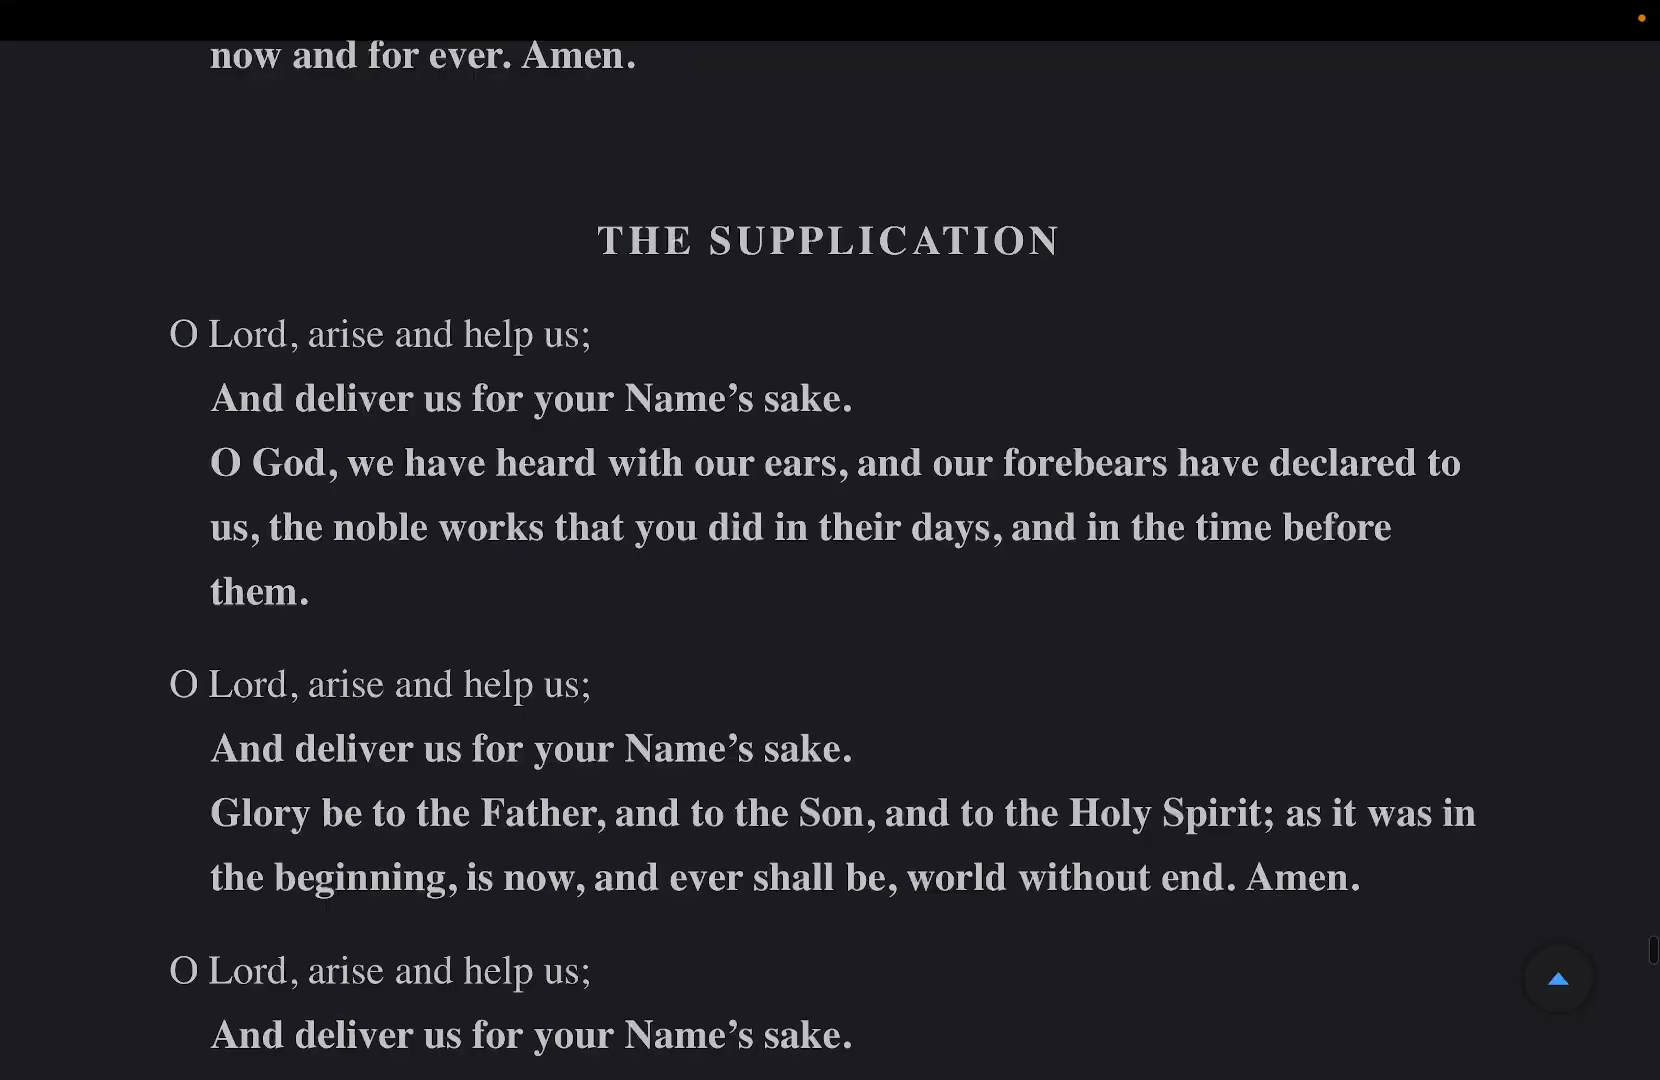 now and for ever. Amen.
THE SUPPLICATION
O Lord, arise and help us;
And deliver us for your Name’s sake.
O God, we have heard with our ears, and our forebears have declared to
us, the noble works that you did in their days, and in the time before
them.
O Lord, arise and help us;
And deliver us for your Name’s sake.
Glory be to the Father, and to the Son, and to the Holy Spirit; as it was in
the beginning, is now, and ever shall be, world without end. Amen.
O Lord, arise and help us;
And deliver us for your Name’s sake.